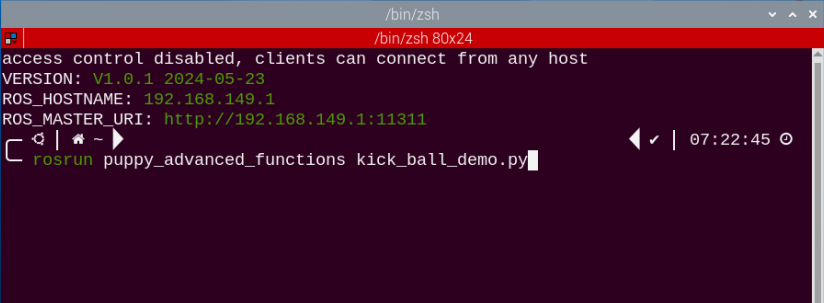 /bin/zsh
/bin/zsh 80x24
access control disabled, clients can connect from any host
VERSION: V1.0.1 2024-05-23
ROS_HOSTNAME: 192.168.149.1
ROS_MASTER_URI: http://192.168.149.1:11311
~ ✔ 07:22:45
rosrun puppy_advanced_functions kick_ball_demo.py